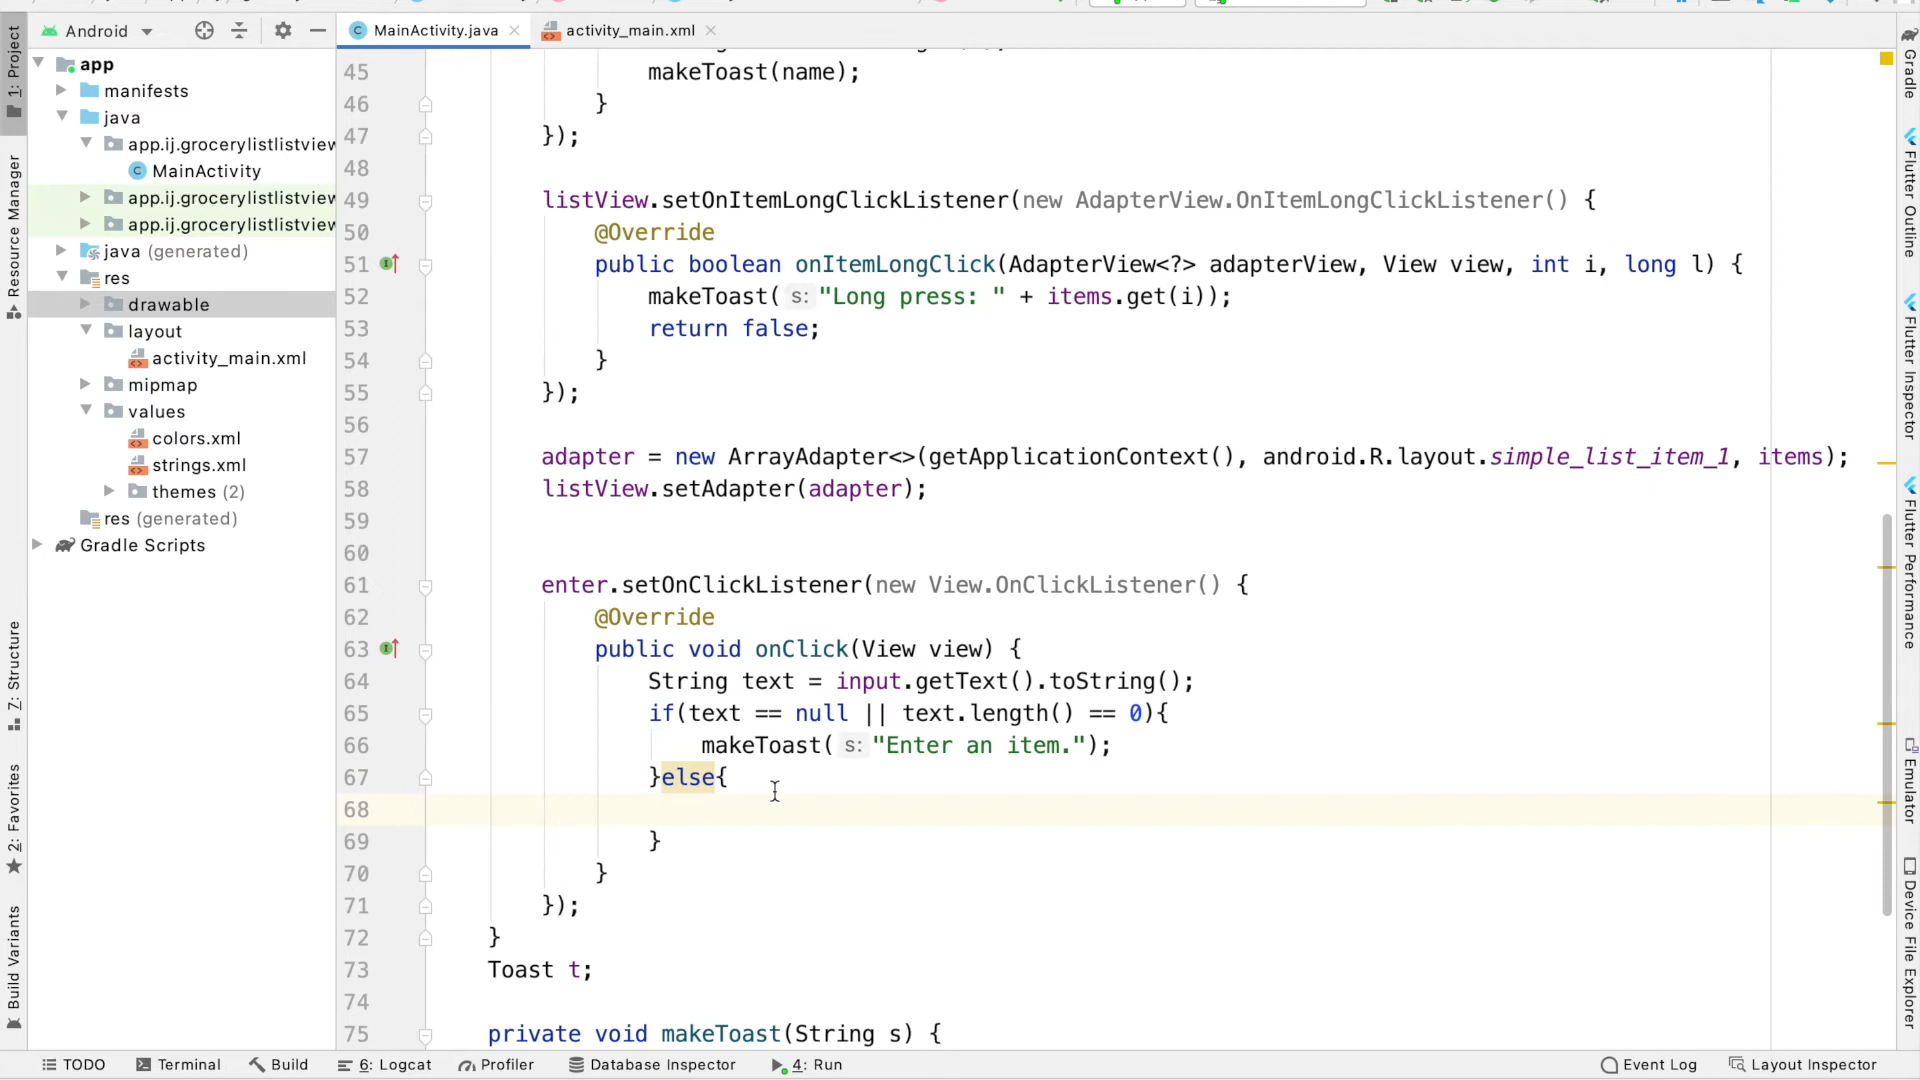 Android
MainActivity.java
activity_main.xml
1: Project
Resource Manager
7: Structure
2: Favorites
Build Variants
app
manifests
java
app.ij.grocerylistlistview
MainActivity
app.ij.grocerylistlistview
app.ij.grocerylistlistview
java (generated)
res
drawable
layout
activity_main.xml
mipmap
values
colors.xml
strings.xml
themes (2)
res (generated)
Gradle Scripts
45 makeToast(name);
46 }
47 });
48
49 listView.setOnItemLongClickListener(new AdapterView.OnItemLongClickListener() {
50 @Override
51 public boolean onItemLongClick(AdapterView<?> adapterView, View view, int i, long l) {
52 makeToast( s: "Long press: " + items.get(i));
53 return false;
54 }
55 });
56
57 adapter = new ArrayAdapter<>(getApplicationContext(), android.R.layout.simple_list_item_1, items);
58 listView.setAdapter(adapter);
59
60
61 enter.setOnClickListener(new View.OnClickListener() {
62 @Override
63 public void onClick(View view) {
64 String text = input.getText().toString();
65 if(text == null || text.length() == 0){
66 makeToast( s: "Enter an item.");
67 }else{
68
69 }
70 }
71 });
72 }
73 Toast t;
74
75 private void makeToast(String s) {
Gradle
Flutter Outline
Flutter Inspector
Flutter Performance
Emulator
Device File Explorer
TODO
Terminal
Build
6: Logcat
Profiler
Database Inspector
4: Run
Event Log
Layout Inspector